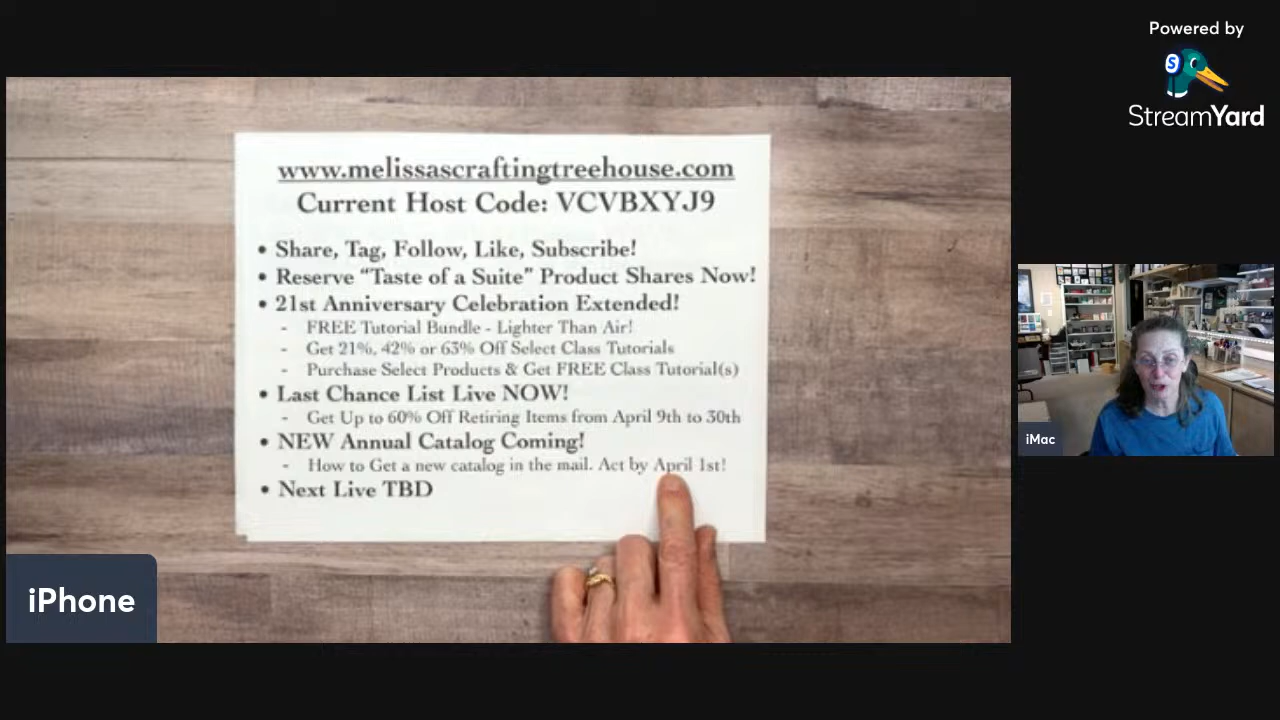 Powered by
StreamYard
www.melissascraftingtreehouse.com
Current Host Code: VCVBXYJ9
• Share, Tag, Follow, Like, Subscribe!
• Reserve “Taste of a Suite” Product Shares Now!
• 21st Anniversary Celebration Extended!
- FREE Tutorial Bundle - Lighter Than Air!
- Get 21%, 42% or 63% Off Select Class Tutorials
- Purchase Select Products & Get FREE Class Tutorial(s)
• Last Chance List Live NOW!
- Get Up to 60% Off Retiring Items from April 9th to 30th
• NEW Annual Catalog Coming!
- How to Get a new catalog in the mail. Act by April 1st!
• Next Live TBD
iPhone
iMac